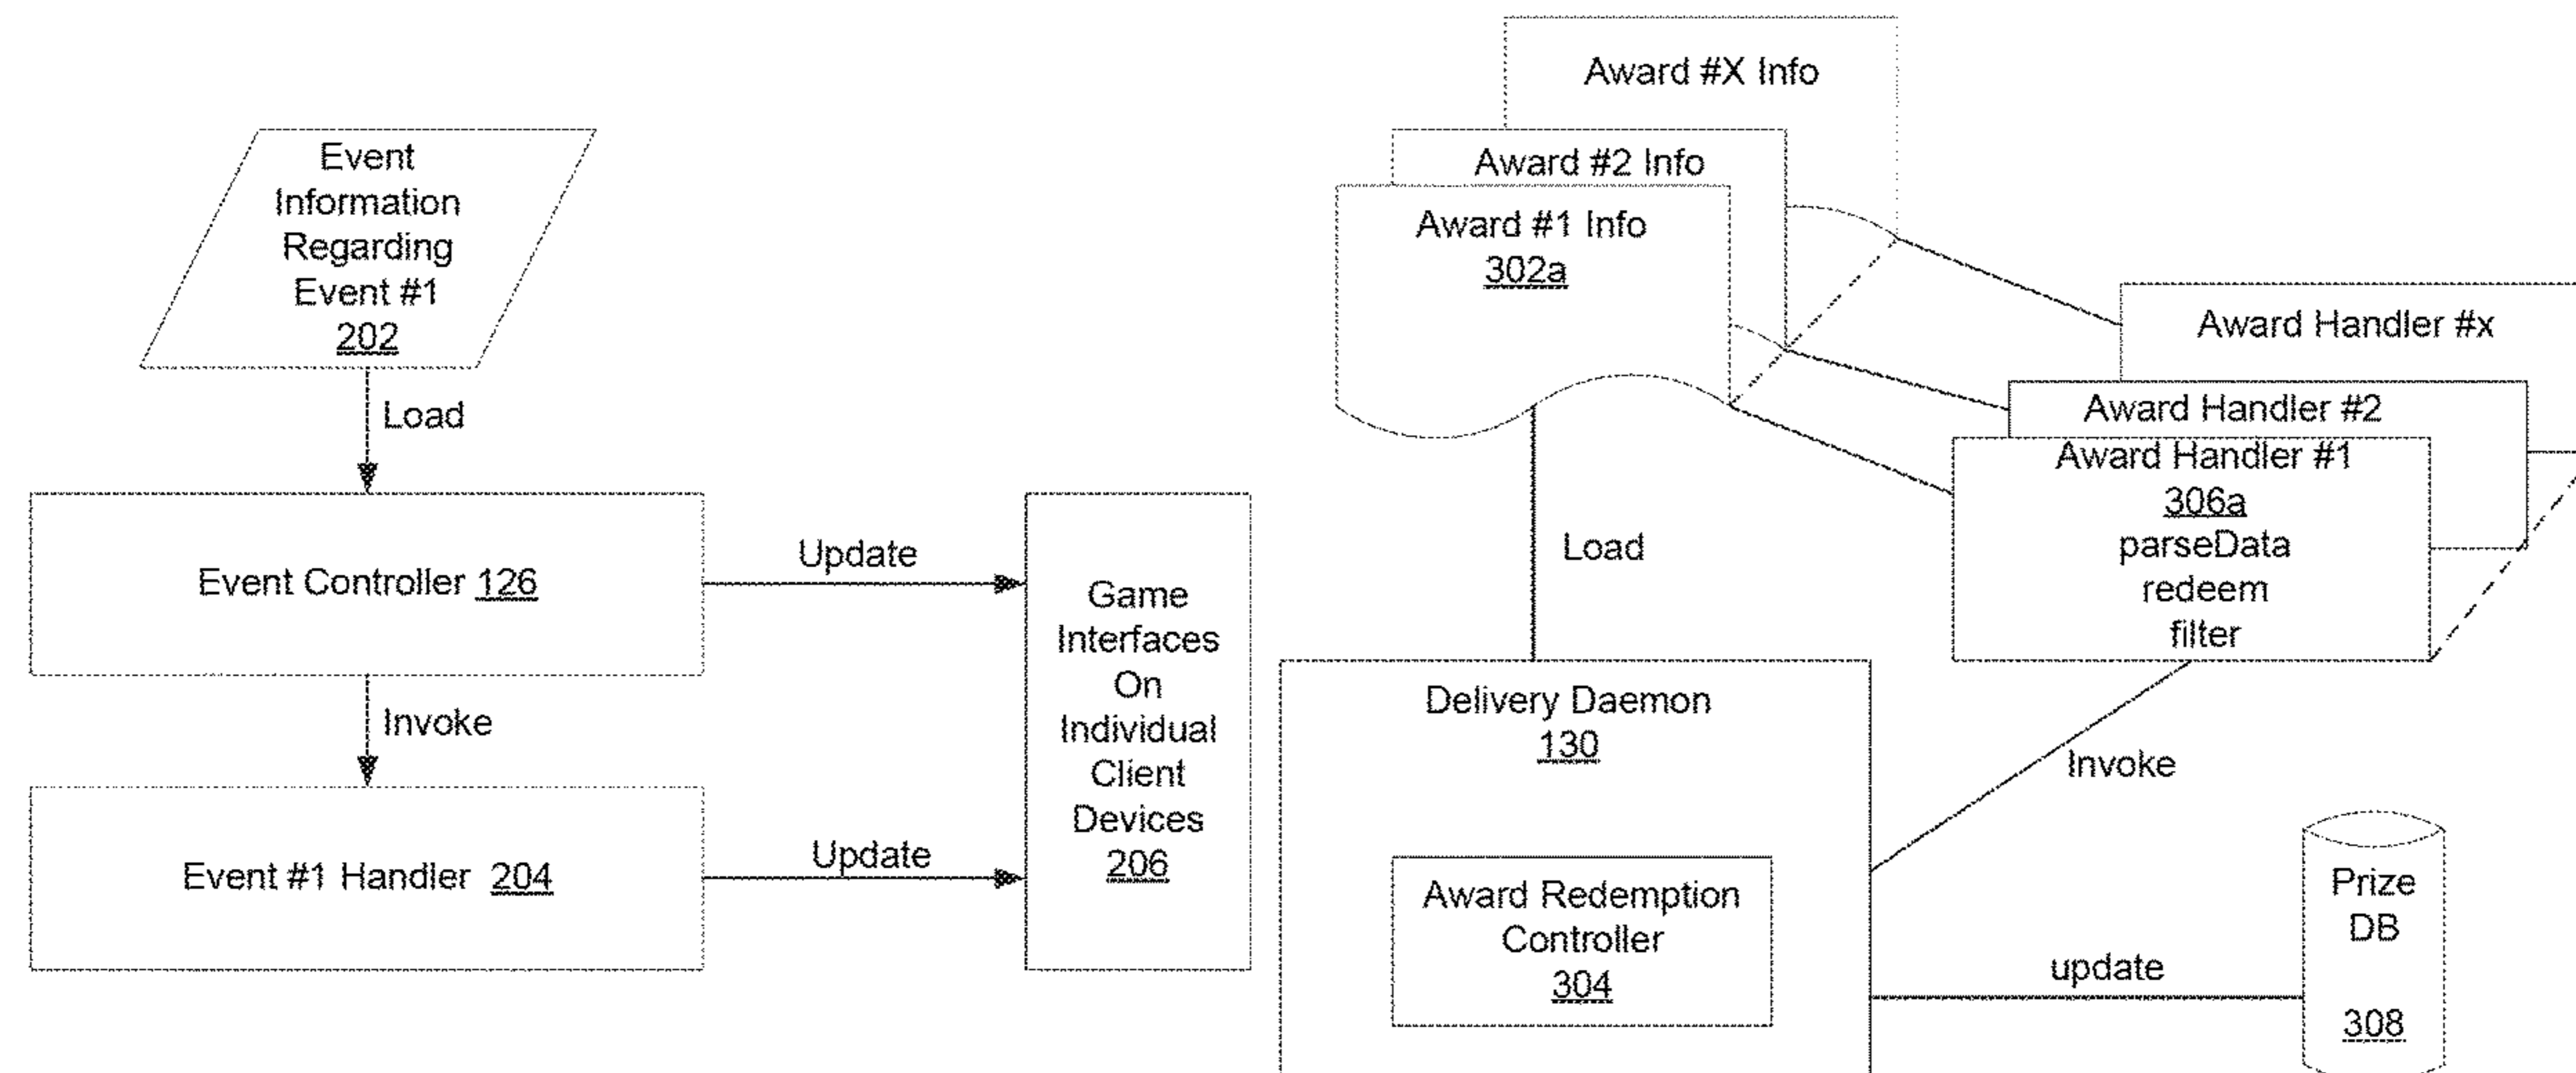 Event
Information
Regarding
Event #1
202
Load
Event Controller 126
Update
Invoke
Event #1 Handler 204
Update
Game
Interfaces
On
Individual
Client
Devices
206
Award #X Info
Award #2 Info
Award #1 Info
302a
Award Handler #x
Award Handler #2
Award Handler #1
306a
parseData
redeem
filter
Load
Delivery Daemon
130
Invoke
Award Redemption
Controller
304
update
Prize
DB
308